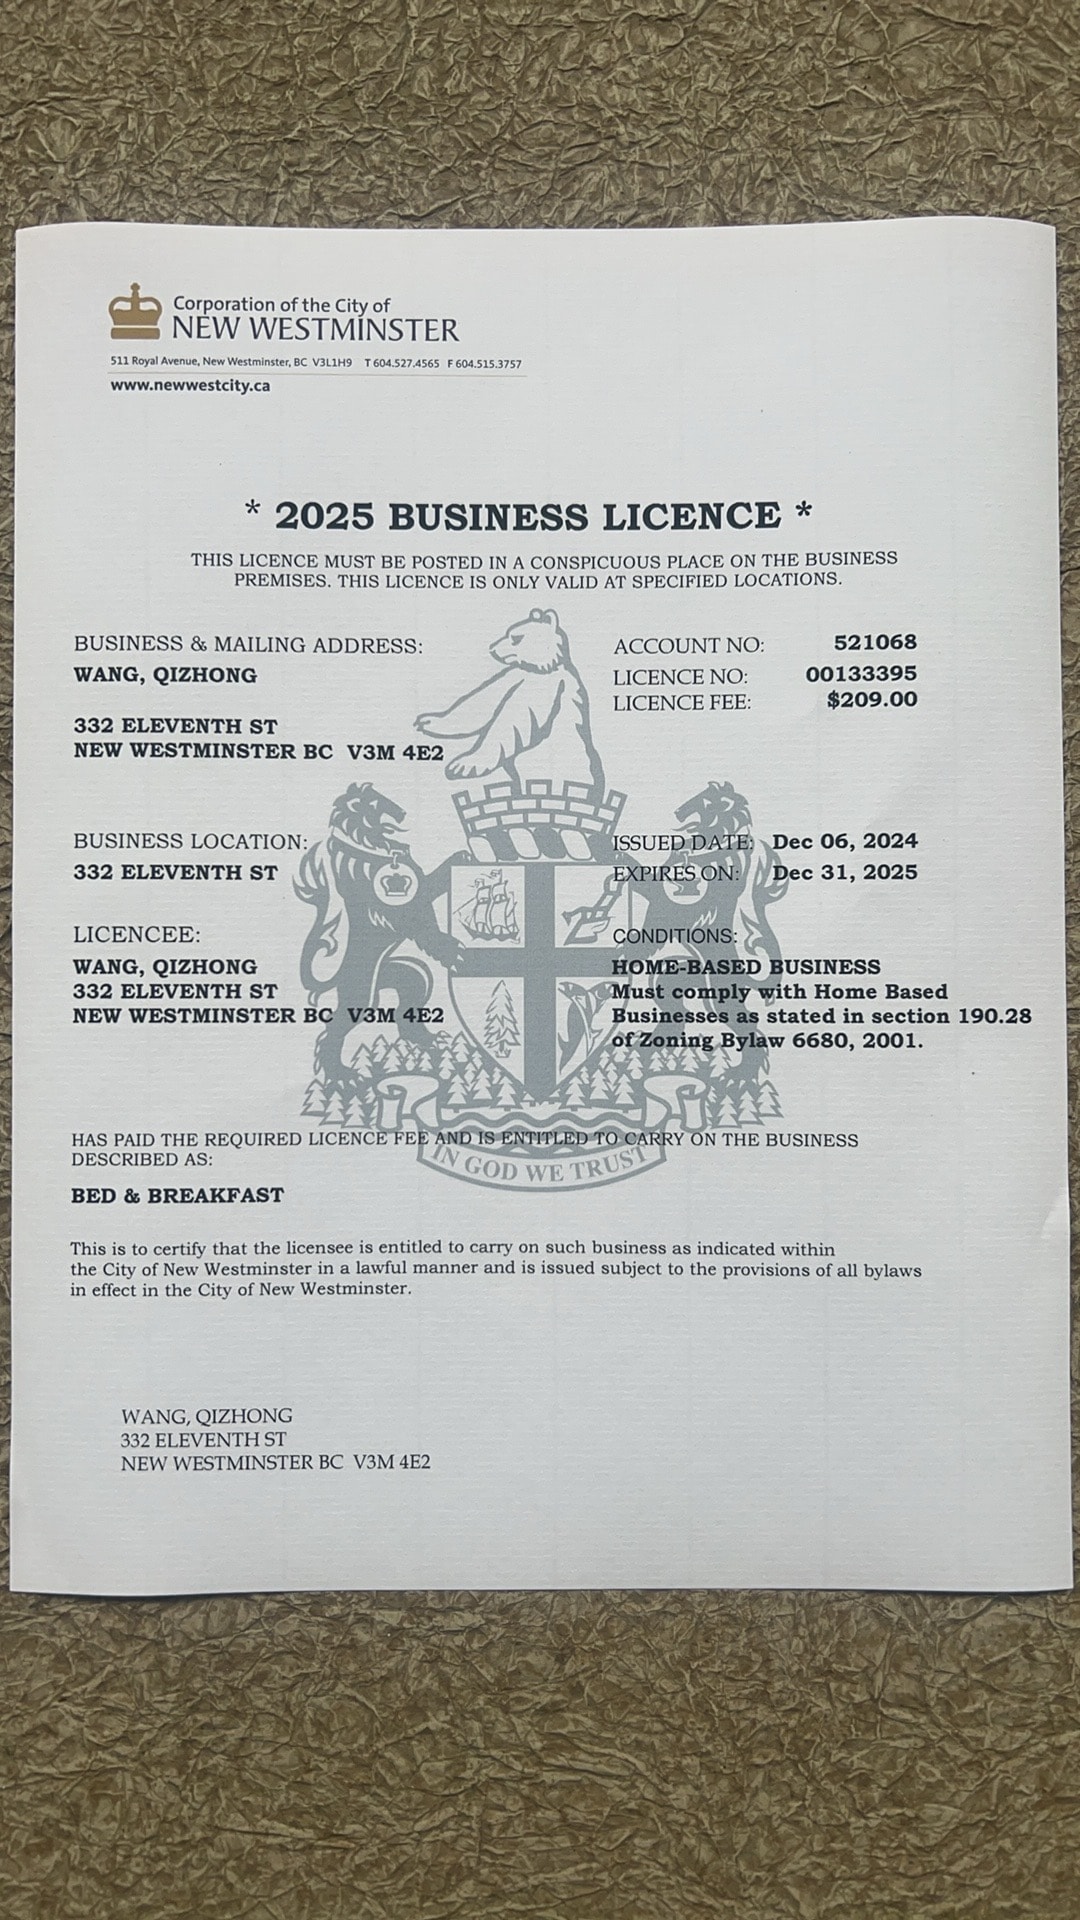 Corporation of the City of
NEW WESTMINSTER
511 Royal Avenue, New Westminster, BC V3L1H9 T 604.527.4565 F 604.515.3757
www.newwestcity.ca
* 2025 BUSINESS LICENCE *
THIS LICENCE MUST BE POSTED IN A CONSPICUOUS PLACE ON THE BUSINESS
PREMISES. THIS LICENCE IS ONLY VALID AT SPECIFIED LOCATIONS.
BUSINESS & MAILING ADDRESS:
WANG, QIZHONG
332 ELEVENTH ST
NEW WESTMINSTER BC V3M 4E2
ACCOUNT NO: 521068
LICENCE NO: 00133395
LICENCE FEE: $209.00
BUSINESS LOCATION:
332 ELEVENTH ST
ISSUED DATE: Dec 06, 2024
EXPIRES ON: Dec 31, 2025
LICENCEE:
WANG, QIZHONG
332 ELEVENTH ST
NEW WESTMINSTER BC V3M 4E2
CONDITIONS:
HOME-BASED BUSINESS
Must comply with Home Based
Businesses as stated in section 190.28
of Zoning Bylaw 6680, 2001.
HAS PAID THE REQUIRED LICENCE FEE AND IS ENTITLED TO CARRY ON THE BUSINESS
DESCRIBED AS:
IN GOD WE TRUST
BED & BREAKFAST
This is to certify that the licensee is entitled to carry on such business as indicated within
the City of New Westminster in a lawful manner and is issued subject to the provisions of all bylaws
in effect in the City of New Westminster.
WANG, QIZHONG
332 ELEVENTH ST
NEW WESTMINSTER BC V3M 4E2